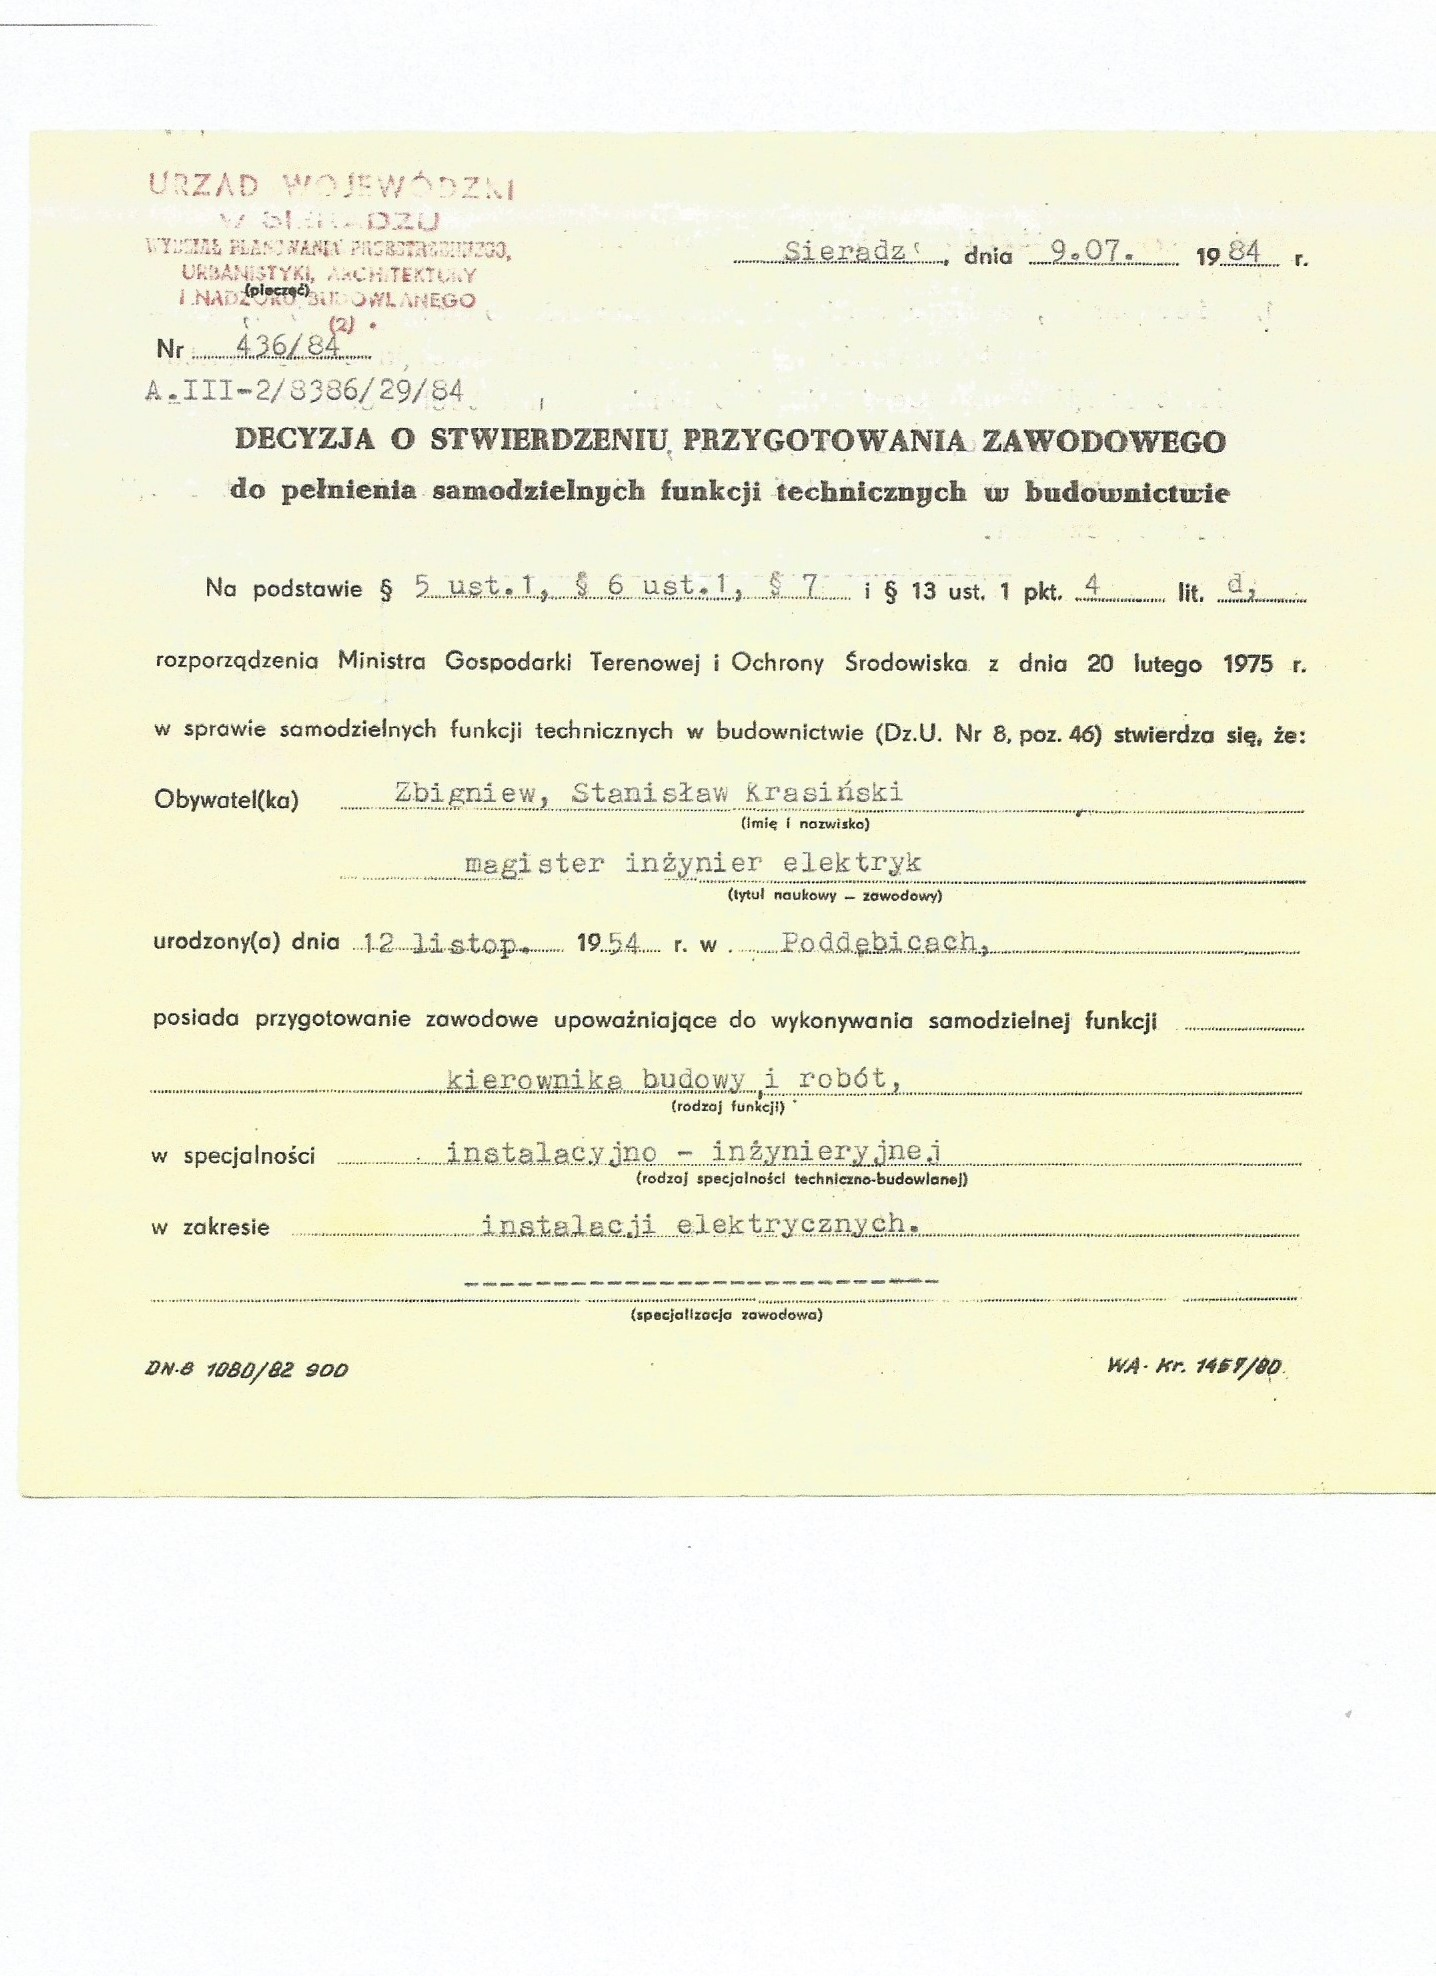 URZĄD WOJEWÓDZKI
W SIERADZU
WYDZIAŁ PLANOWANIA PRZESTRZENNEGO,
URBANISTYKI, ARCHITEKTURY
I NADZORU BUDOWLANEGO
(pieczęć)
(2)
Sieradz, dnia 9.07. 1984 r.
Nr 436/84
A.III-2/8386/29/84
DECYZJA O STWIERDZENIU PRZYGOTOWANIA ZAWODOWEGO
do pełnienia samodzielnych funkcji technicznych w budownictwie
Na podstawie § 5 ust.1, § 6 ust.1, § 7 i § 13 ust. 1 pkt. 4 lit. d,
rozporządzenia Ministra Gospodarki Terenowej i Ochrony Środowiska z dnia 20 lutego 1975 r.
w sprawie samodzielnych funkcji technicznych w budownictwie (Dz.U. Nr 8, poz. 46) stwierdza się, że:
Obywatel(ka) Zbigniew, Stanisław Krasiński
(imię i nazwisko)
magister inżynier elektryk
(tytuł naukowy – zawodowy)
urodzony(a) dnia 12 listop. 1954 r. w Poddębicach,
posiada przygotowanie zawodowe upoważniające do wykonywania samodzielnej funkcji
kierownika budowy i robót,
(rodzaj funkcji)
w specjalności instalacyjno - inżynieryjnej
(rodzaj specjalności techniczno-budowlanej)
w zakresie instalacji elektrycznych.
(specjalizacja zawodowa)
DN-8 1080/82 900
WA- Kr. 1457/80